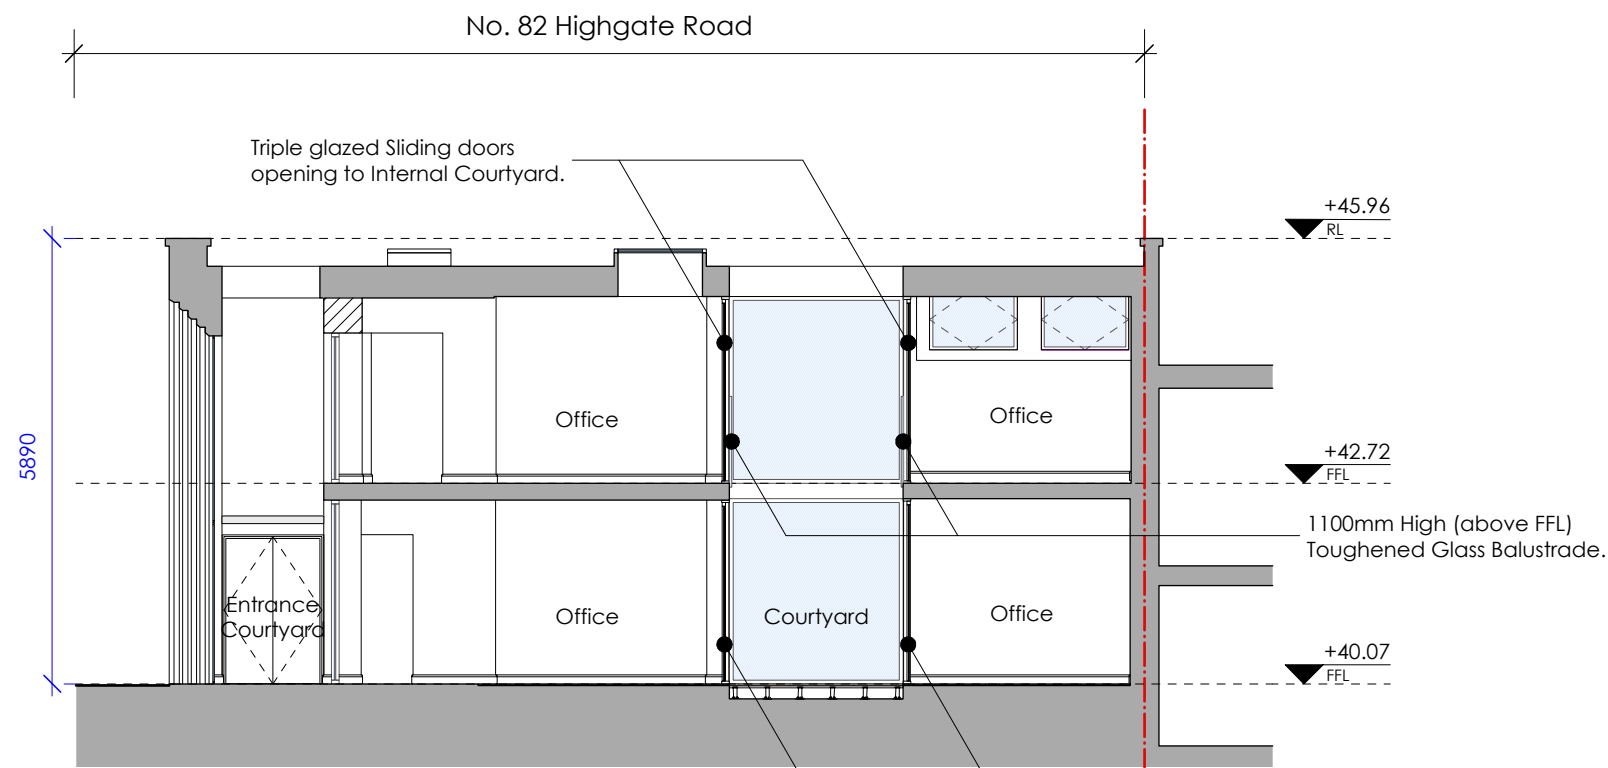 No. 82 Highgate Road
Triple glazed Sliding doors
opening to Internal Courtyard.
+45.96
RL
5890
Office
Office
+42.72
FFL
1100mm High (above FFL)
Toughened Glass Balustrade.
Entrance
Courtyard
Office
Courtyard
Office
+40.07
FFL